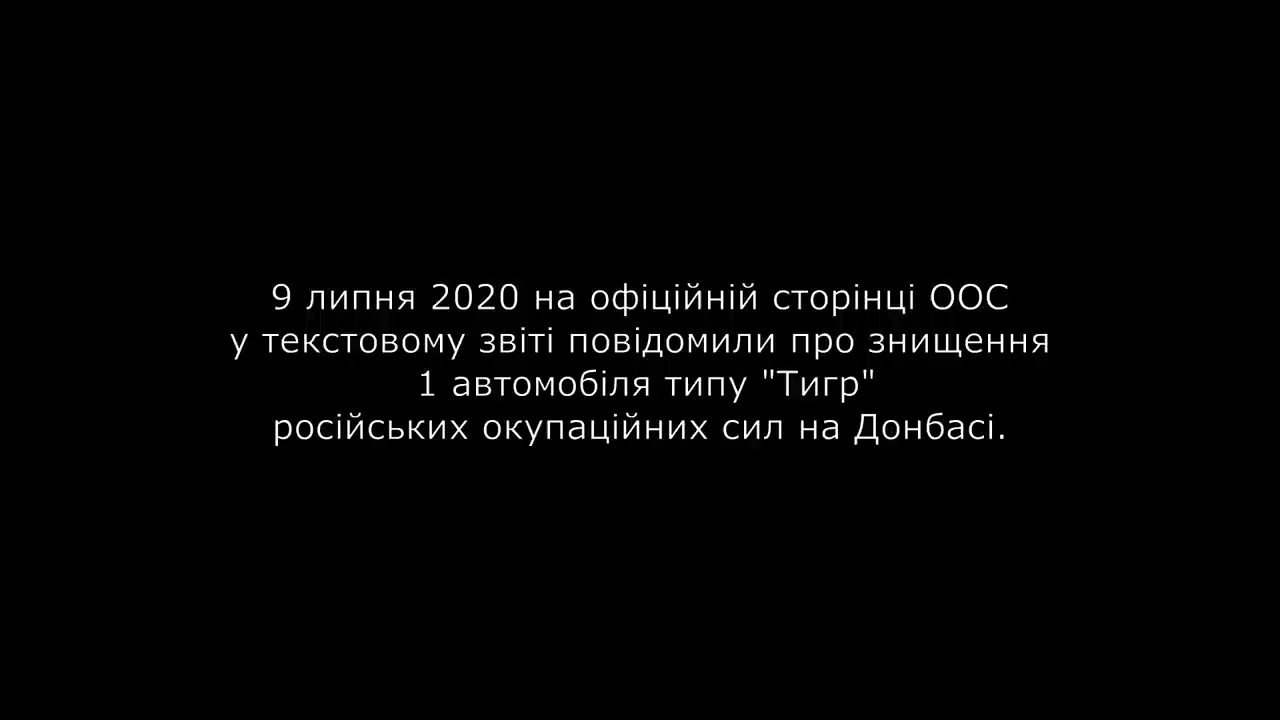 9 липня 2020 на офіційній сторінці ООС
у текстовому звіті повідомили про знищення
1 автомобіля типу "Тигр"
російських окупаційних сил на Донбасі.